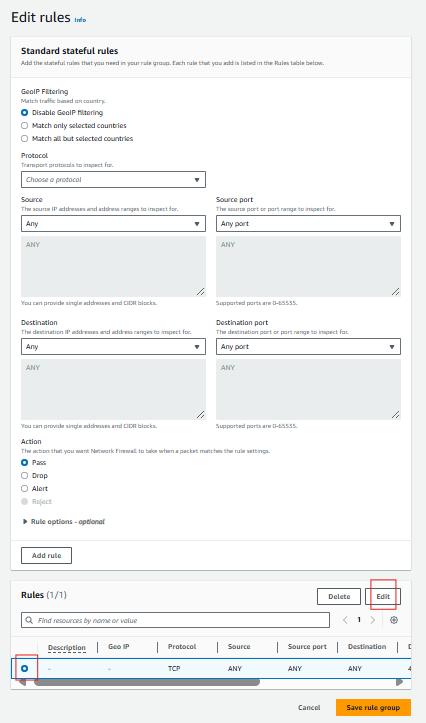 Edit rules Info
Standard stateful rules
Add the stateful rules that you need in your rule group. Each rule that you add is listed in the Rules table below.
GeoIP Filtering
Match traffic based on country.
Disable GeoIP filtering
Match only selected countries
Match all but selected countries
Protocol
Transport protocols to inspect for.
Choose a protocol
Source
The source IP addresses and address ranges to inspect for.
Any
ANY
You can provide single addresses and CIDR blocks.
Source port
The source port or port range to inspect for.
Any port
ANY
Supported ports are 0-65535.
Destination
The destination IP addresses and address ranges to inspect for.
Any
ANY
You can provide single addresses and CIDR blocks.
Destination port
The destination port or port range to inspect for.
Any port
ANY
Supported ports are 0-65535.
Action
The action that you want Network Firewall to take when a packet matches the rule settings.
Pass
Drop
Alert
Reject
Rule options - optional
Add rule
Rules (1/1)
Delete
Edit
Find resources by name or value
1
Description Geo IP Protocol Source Source port Destination D
- - TCP ANY ANY ANY 4
Cancel
Save rule group